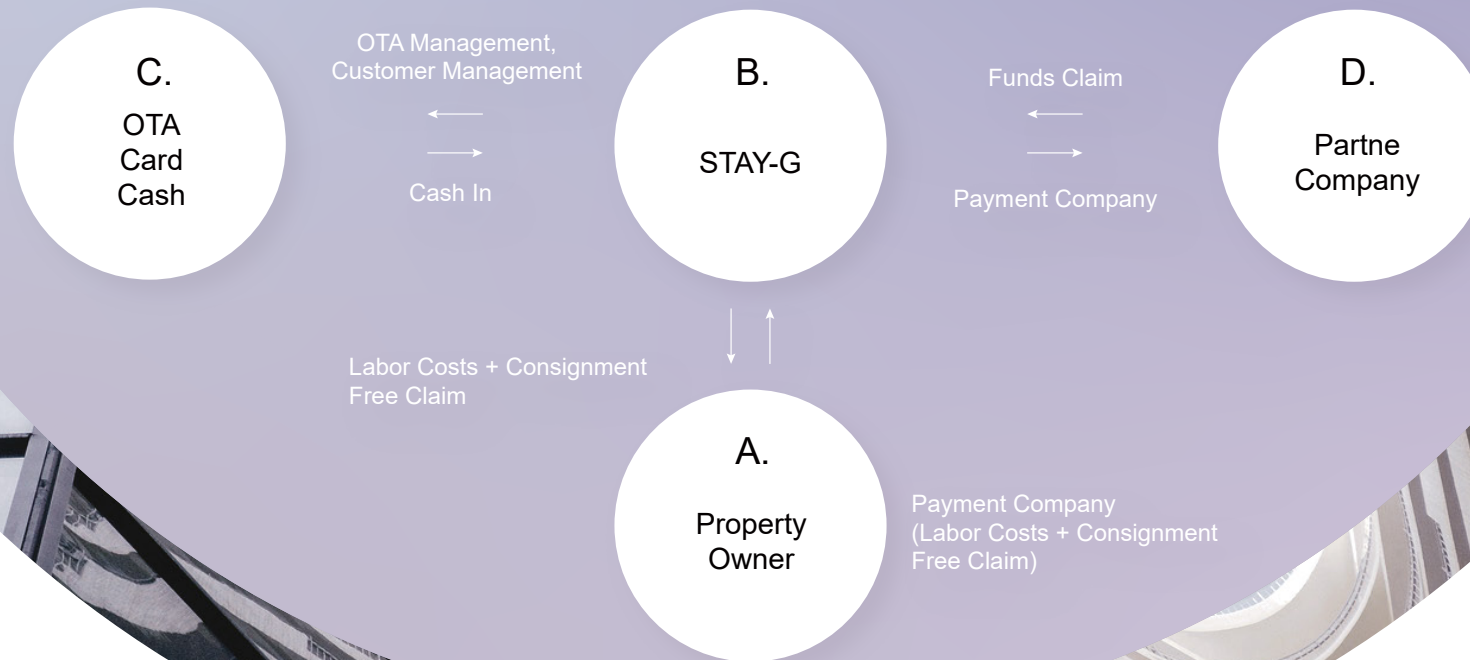 C.
OTA
Card
Cash
OTA Management,
Customer Management
Cash In
B.
STAY-G
Funds Claim
Payment Company
D.
Partne
Company
Labor Costs + Consignment
Free Claim
A.
Property
Owner
Payment Company
(Labor Costs + Consignment
Free Claim)